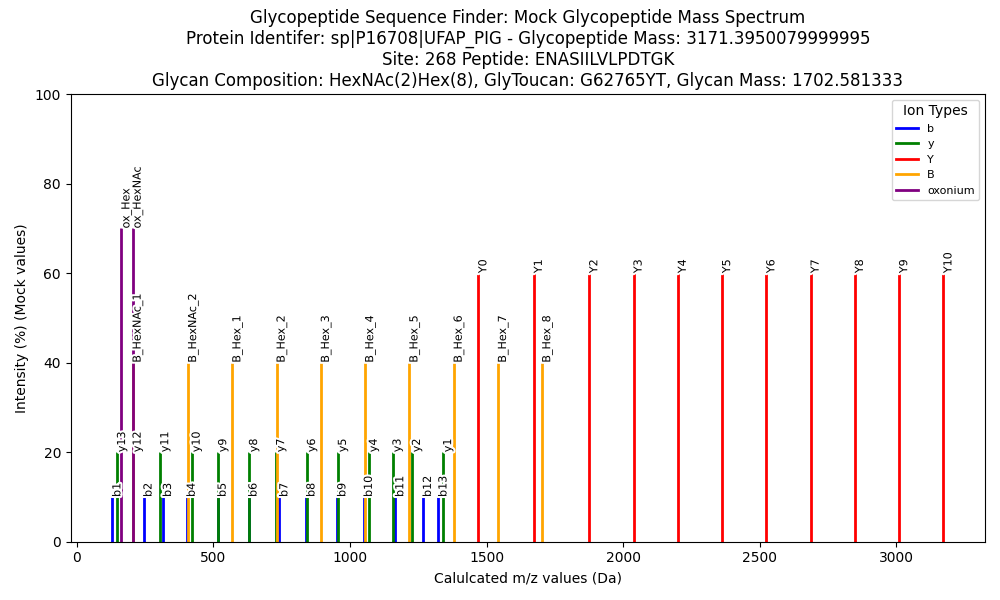 Glycopeptide Sequence Finder: Mock Glycopeptide Mass Spectrum
Protein Identifer: sp|P16708|UFAP_PIG - Glycopeptide Mass: 3171.3950079999995
Site: 268 Peptide: ENASIILVLPDTGK
Glycan Composition: HexNAc(2)Hex(8), GlyToucan: G62765YT, Glycan Mass: 1702.581333
100
80
60
40
20
0
Intensity (%) (Mock values)
Ion Types
b
y
Y
B
oxonium
ox_Hex
ox_HexNAc
Y0
Y1
Y2
Y3
Y4
Y5
Y6
Y7
Y8
Y9
Y10
B_HexNAc_1
B_HexNAc_2
B_Hex_1
B_Hex_2
B_Hex_3
B_Hex_4
B_Hex_5
B_Hex_6
B_Hex_7
B_Hex_8
y13
y12
y11
y10
y9
y8
y7
y6
y5
y4
y3
y2
y1
b1
b2
b3
b4
b5
b6
b7
b8
b9
b10
b11
b12
b13
0
500
1000
1500
2000
2500
3000
Calulcated m/z values (Da)